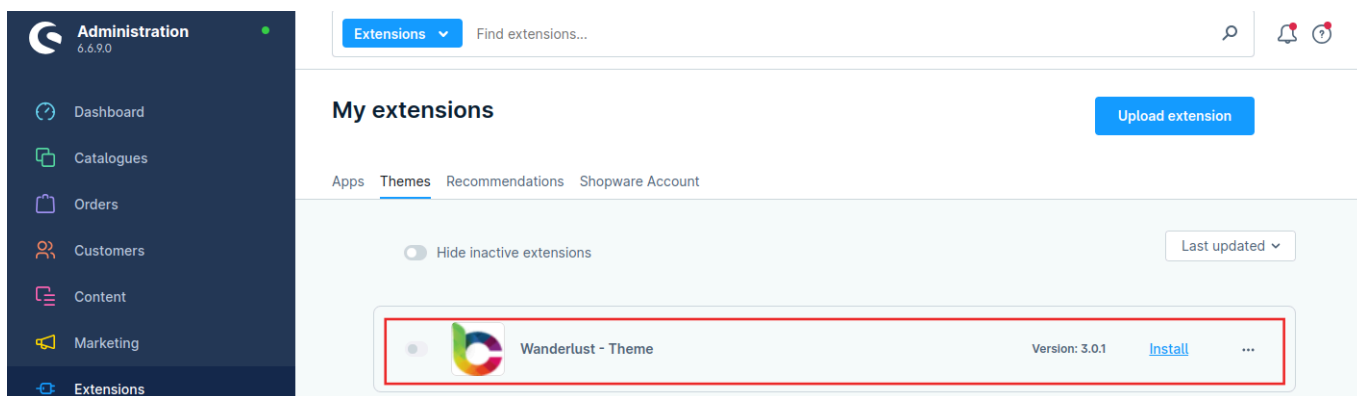 Administration
6.6.9.0
Extensions
Find extensions...
Dashboard
Catalogues
Orders
Customers
Content
Marketing
Extensions
My extensions
Upload extension
Apps Themes Recommendations Shopware Account
Hide inactive extensions
Last updated
Wanderlust - Theme Version: 3.0.1 Install ...